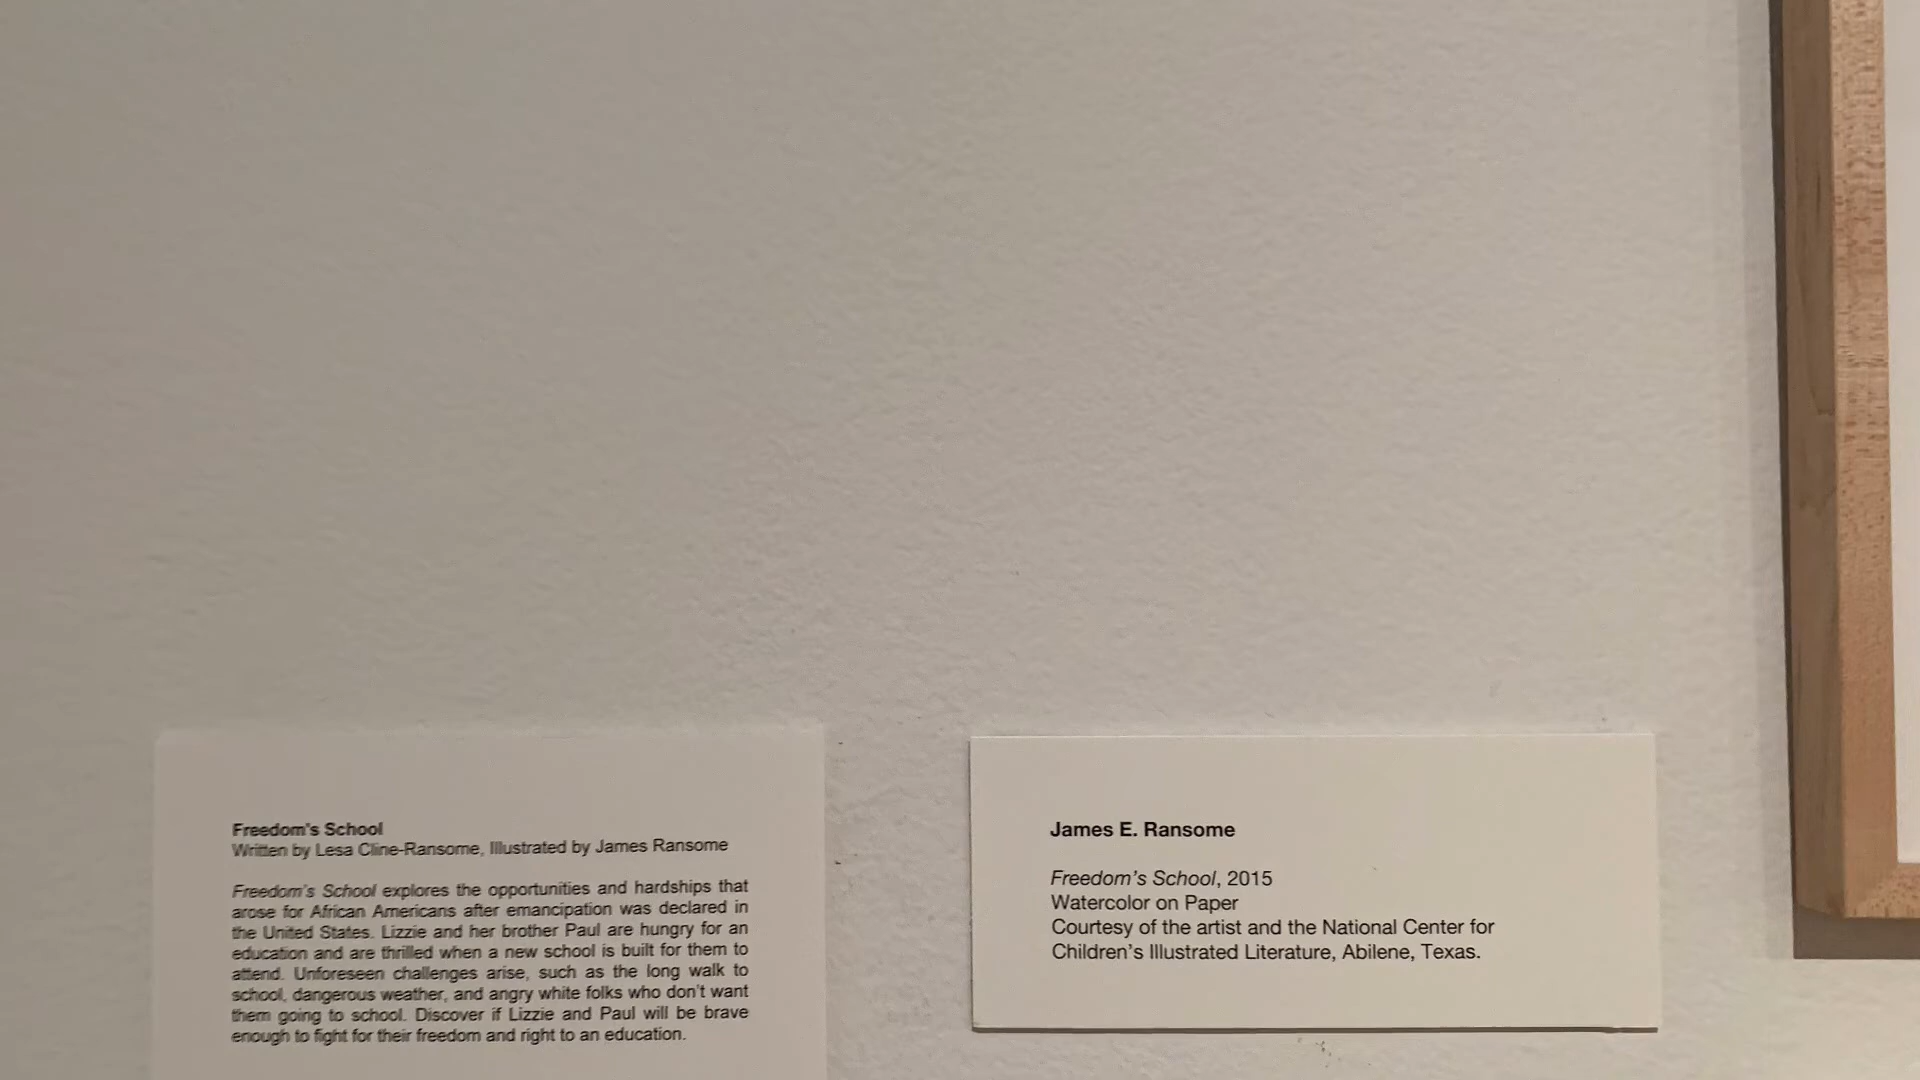 Freedom's School
Written by Lesa Cline-Ransome, Illustrated by James Ransome
Freedom's School explores the opportunities and hardships that
arose for African Americans after emancipation was declared in
the United States. Lizzie and her brother Paul are hungry for an
education and are thrilled when a new school is built for them to
attend. Unforeseen challenges arise, such as the long walk to
school, dangerous weather, and angry white folks who don't want
them going to school. Discover if Lizzie and Paul will be brave
enough to fight for their freedom and right to an education.
James E. Ransome
Freedom's School, 2015
Watercolor on Paper
Courtesy of the artist and the National Center for
Children's Illustrated Literature, Abilene, Texas.